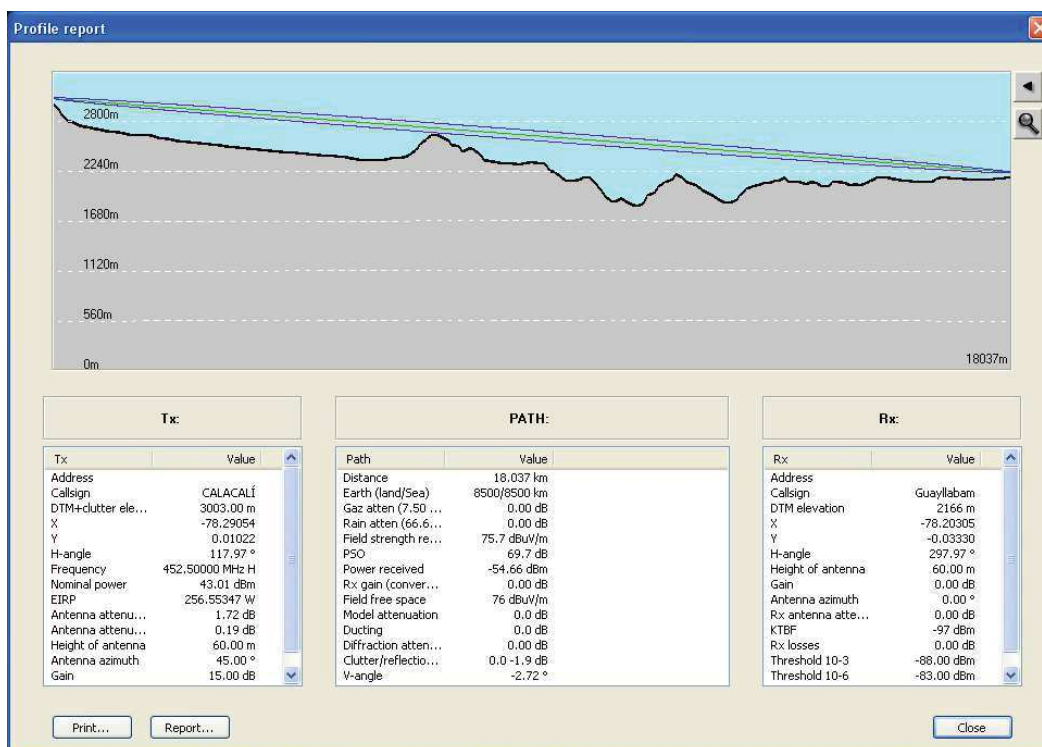 Profile report
2800m
2240m
1680m
1120m
560m
0m
18037m
Tx:
Tx Value
Address
Callsign CALACALÍ
DTM+clutter ele... 3003.00 m
X -78.29054
Y 0.01022
H-angle 117.97 °
Frequency 452.50000 MHz H
Nominal power 43.01 dBm
EIRP 256.55347 W
Antenna attenu... 1.72 dB
Antenna attenu... 0.19 dB
Height of antenna 60.00 m
Antenna azimuth 45.00 °
Gain 15.00 dB
PATH:
Path Value
Distance 18.037 km
Earth (land/Sea) 8500/8500 km
Gaz atten (7.50 ... 0.00 dB
Rain atten (66.6... 0.00 dB
Field strength re... 75.7 dBuV/m
PSO 69.7 dB
Power received -54.66 dBm
Rx gain (conver... 0.00 dB
Field free space 76 dBuV/m
Model attenuation 0.0 dB
Ducting 0.0 dB
Diffraction atten... 0.0 dB
Clutter/reflectio... 0.0 -1.9 dB
V-angle -2.72 °
Rx:
Rx Value
Address
Callsign Guayllabam
DTM elevation 2166 m
X -78.20305
Y -0.03330
H-angle 297.97 °
Height of antenna 60.00 m
Gain 0.00 dB
Antenna azimuth 0.00 °
Rx antenna atte... 0.00 dB
KTBF -97 dBm
Rx losses 0.00 dB
Threshold 10-3 -88.00 dBm
Threshold 10-6 -83.00 dBm
Print... Report... Close